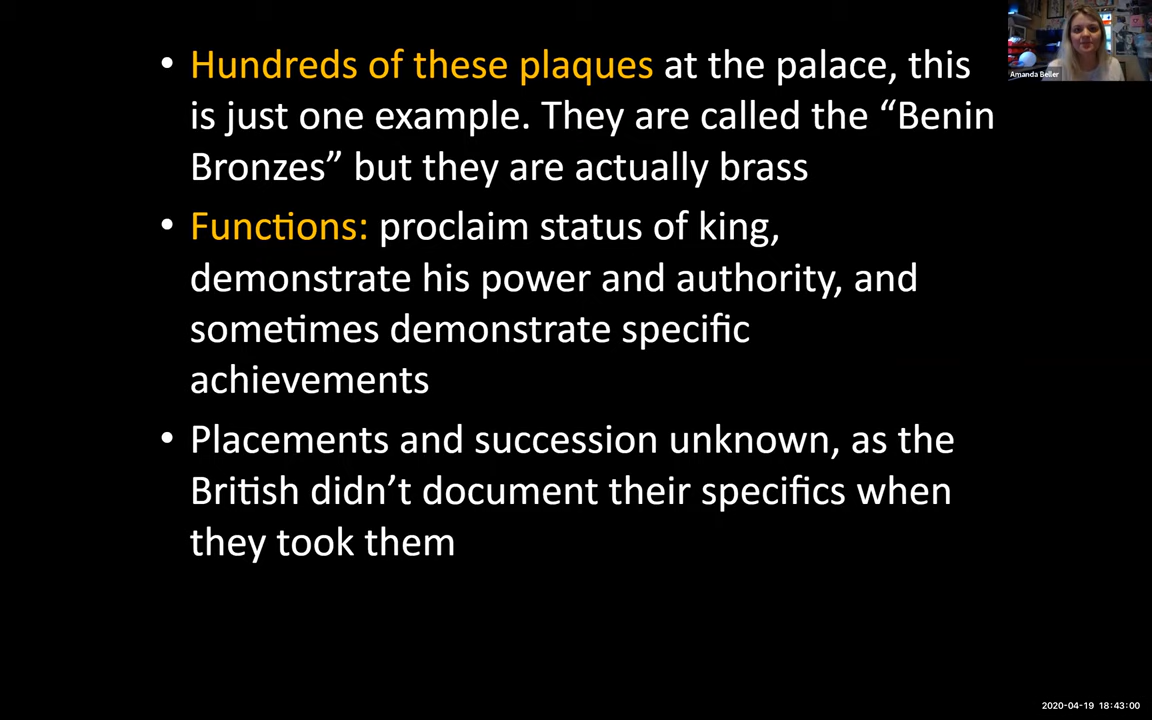 • Hundreds of these plaques at the palace, this
is just one example. They are called the “Benin
Bronzes” but they are actually brass
• Functions: proclaim status of king,
demonstrate his power and authority, and
sometimes demonstrate specific
achievements
• Placements and succession unknown, as the
British didn’t document their specifics when
they took them
Amanda Beiler
2020-04-19 18:43:00